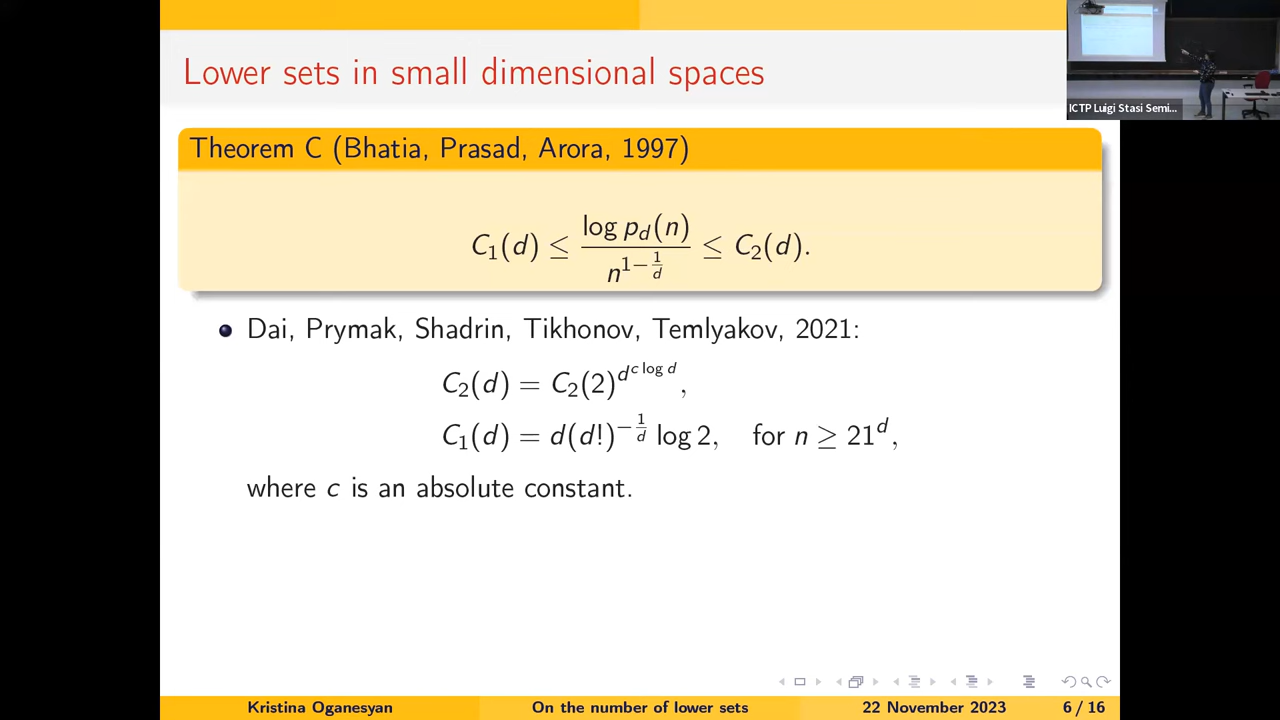 Lower sets in small dimensional spaces
ICTP Luigi Stasi Semi...
Theorem C (Bhatia, Prasad, Arora, 1997)
C₁(d) ≤ log p_d(n) / n^{1−1/d} ≤ C₂(d).
Dai, Prymak, Shadrin, Tikhonov, Temlyakov, 2021:
C₂(d) = C₂(2)^{d^{c log d}},
C₁(d) = d(d!)^{−1/d} log 2, for n ≥ 21^d,
where c is an absolute constant.
Kristina Oganesyan On the number of lower sets 22 November 2023 6 / 16